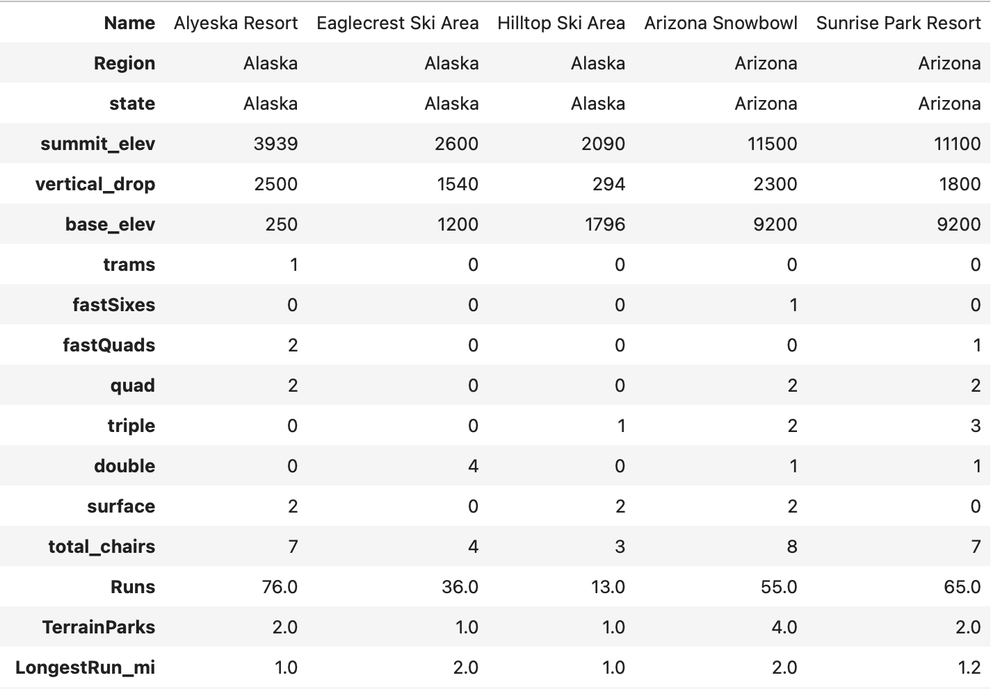 Name Alyeska Resort Eaglecrest Ski Area Hilltop Ski Area Arizona Snowbowl Sunrise Park Resort
Region Alaska Alaska Alaska Arizona Arizona
state Alaska Alaska Alaska Arizona Arizona
summit_elev 3939 2600 2090 11500 11100
vertical_drop 2500 1540 294 2300 1800
base_elev 250 1200 1796 9200 9200
trams 1 0 0 0 0
fastSixes 0 0 0 1 0
fastQuads 2 0 0 0 1
quad 2 0 0 2 2
triple 0 0 1 2 3
double 0 4 0 1 1
surface 2 0 2 2 0
total_chairs 7 4 3 8 7
Runs 76.0 36.0 13.0 55.0 65.0
TerrainParks 2.0 1.0 1.0 4.0 2.0
LongestRun_mi 1.0 2.0 1.0 2.0 1.2